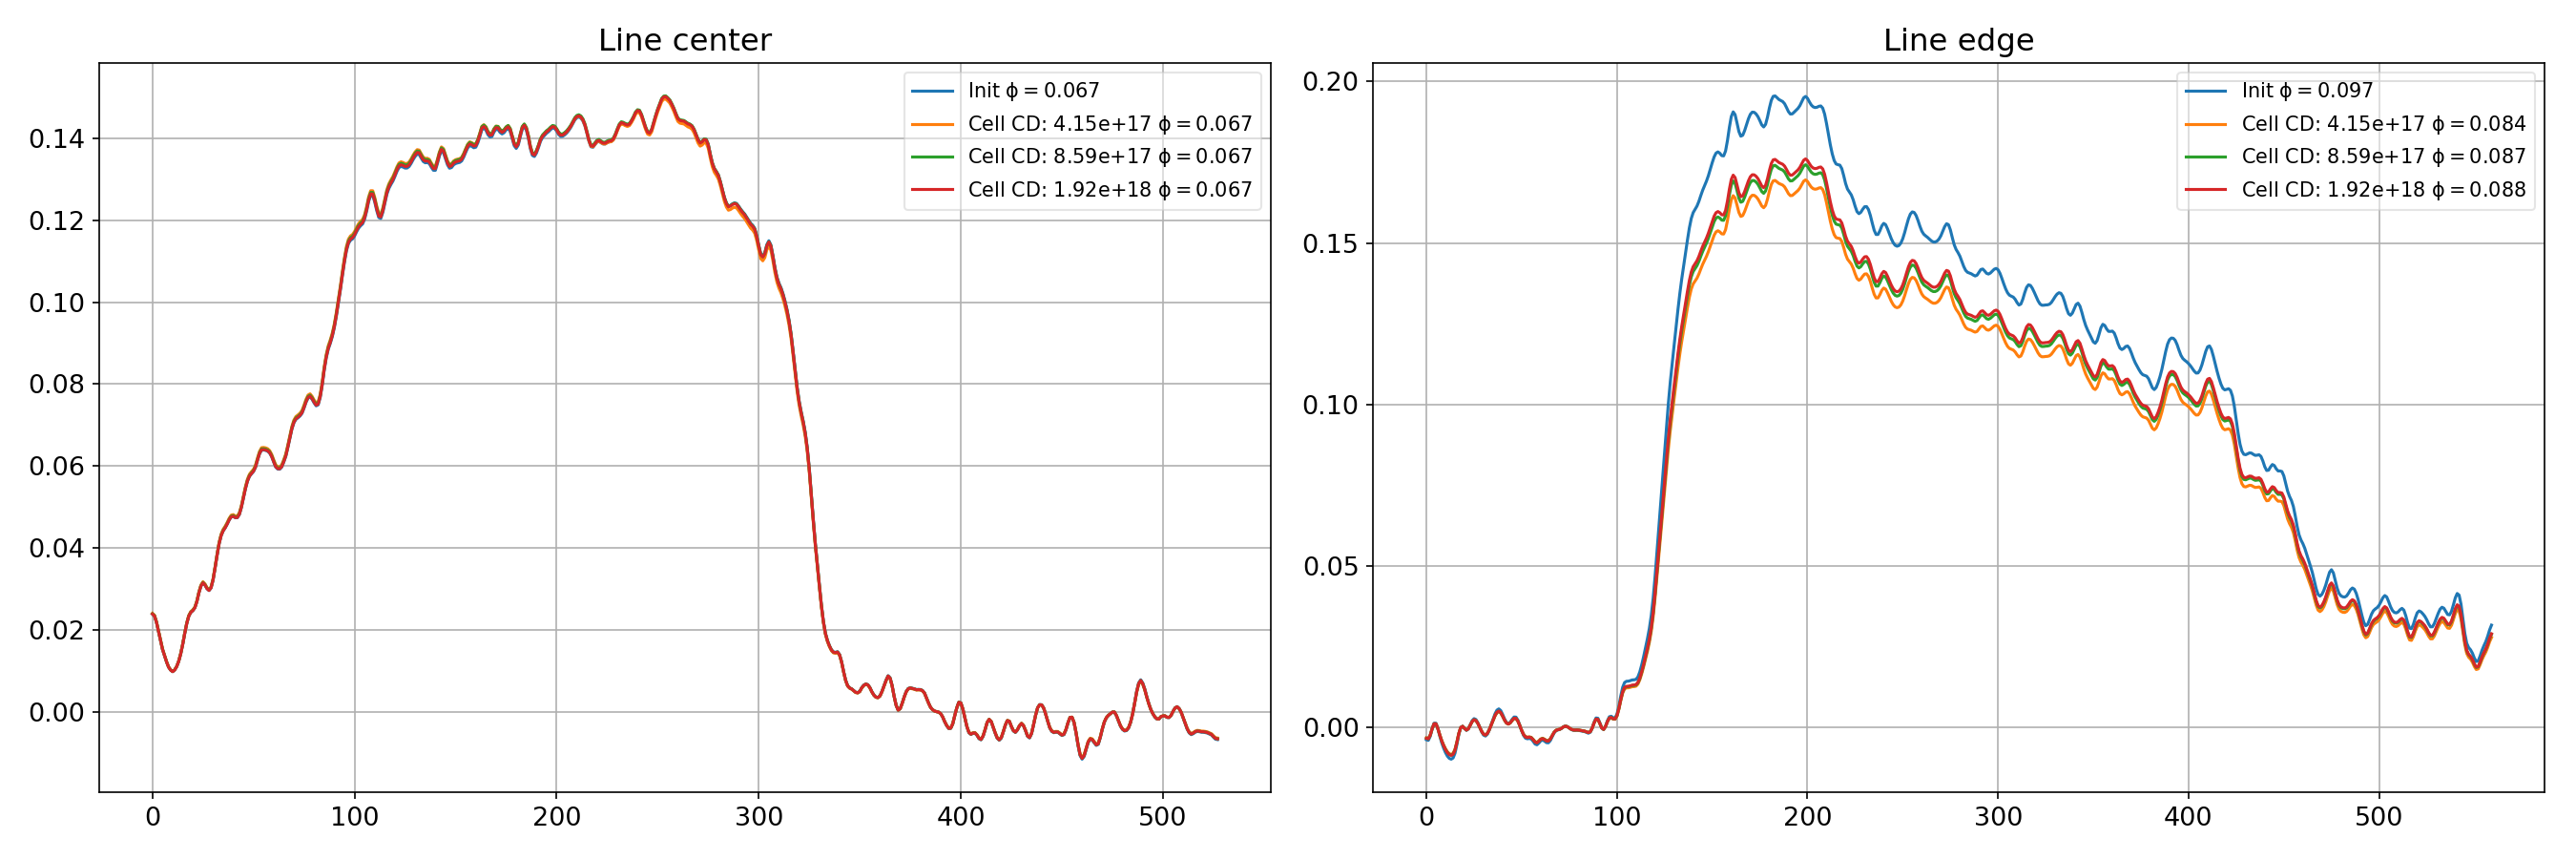 Line center
Init ϕ = 0.067
Cell CD: 4.15e+17 ϕ = 0.067
Cell CD: 8.59e+17 ϕ = 0.067
Cell CD: 1.92e+18 ϕ = 0.067
0.14
0.12
0.10
0.08
0.06
0.04
0.02
0.00
0 100 200 300 400 500
Line edge
Init ϕ = 0.097
Cell CD: 4.15e+17 ϕ = 0.084
Cell CD: 8.59e+17 ϕ = 0.087
Cell CD: 1.92e+18 ϕ = 0.088
0.20
0.15
0.10
0.05
0.00
0 100 200 300 400 500